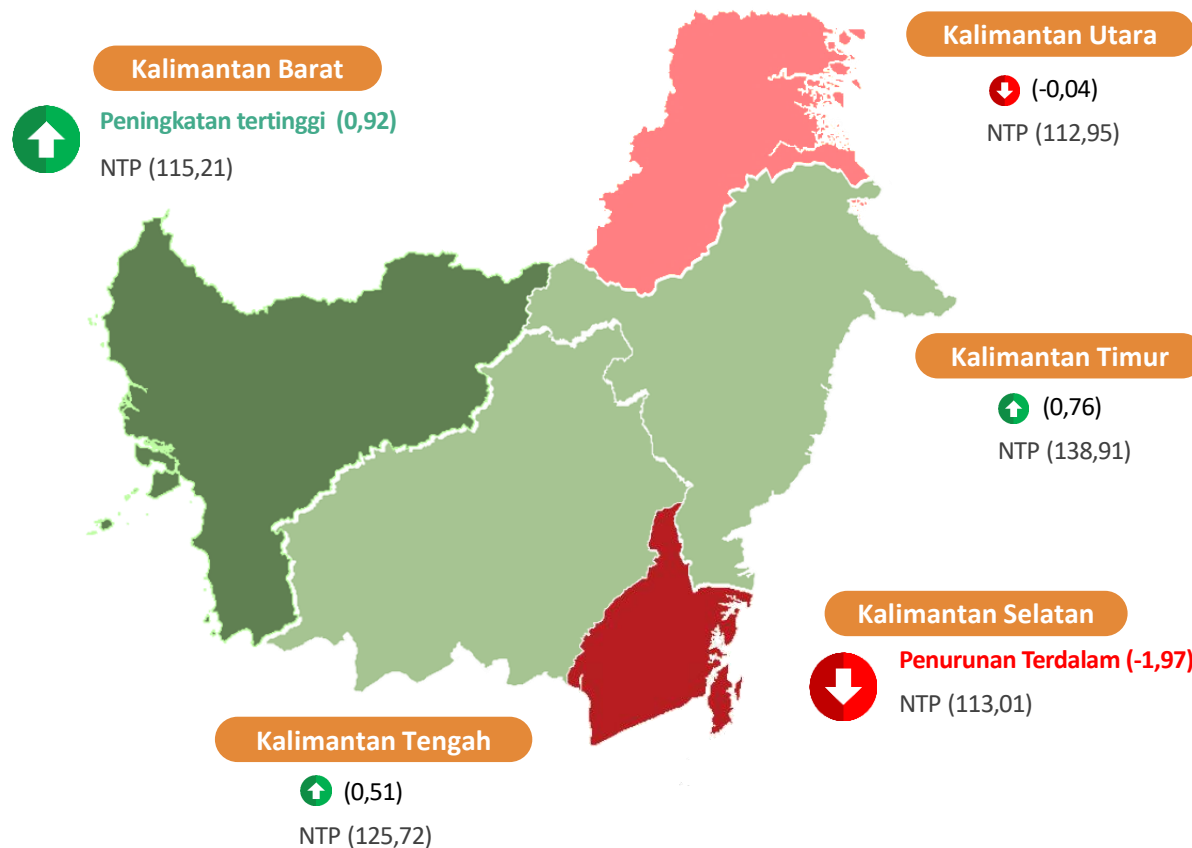 Kalimantan Barat
Peningkatan tertinggi (0,92)
NTP (115,21)
Kalimantan Utara
(-0,04)
NTP (112,95)
Kalimantan Timur
(0,76)
NTP (138,91)
Kalimantan Selatan
Penurunan Terdalam (-1,97)
NTP (113,01)
Kalimantan Tengah
(0,51)
NTP (125,72)